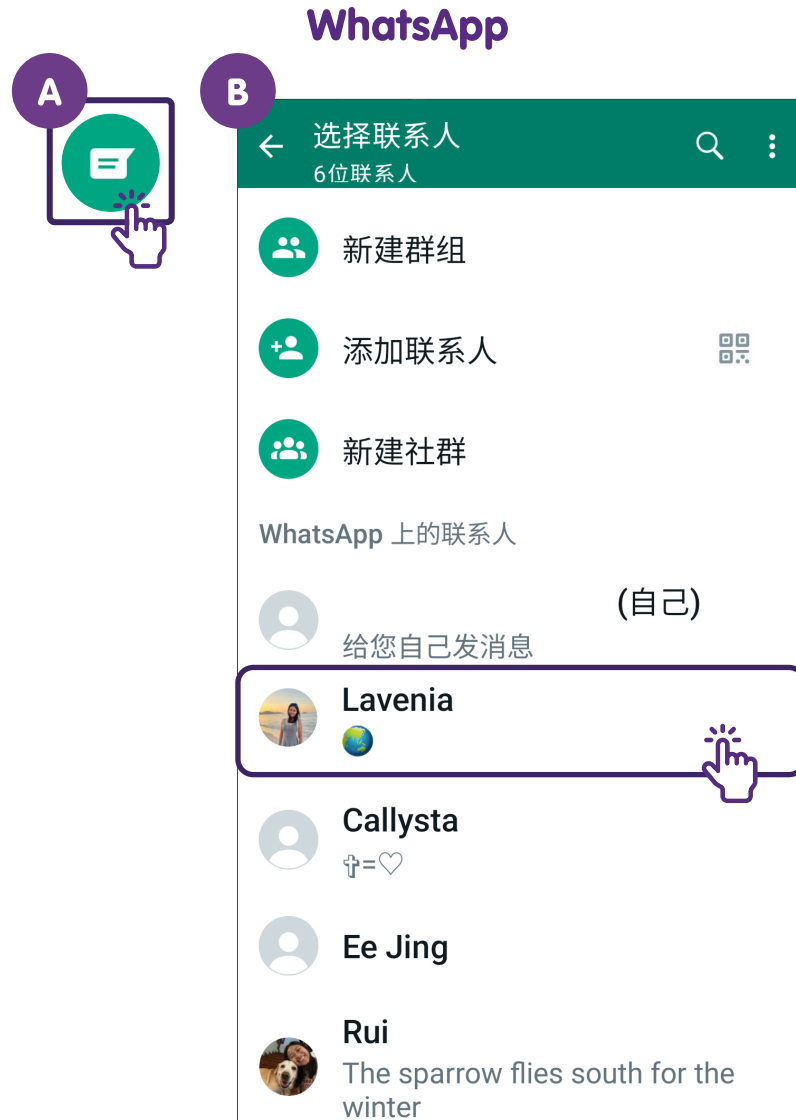 WhatsApp
A
B
选择联系人
6位联系人
新建群组
添加联系人
新建社群
WhatsApp 上的联系人
(自己)
给您自己发消息
Lavenia
🌏
Callysta
✞=♡
Ee Jing
Rui
The sparrow flies south for the
winter